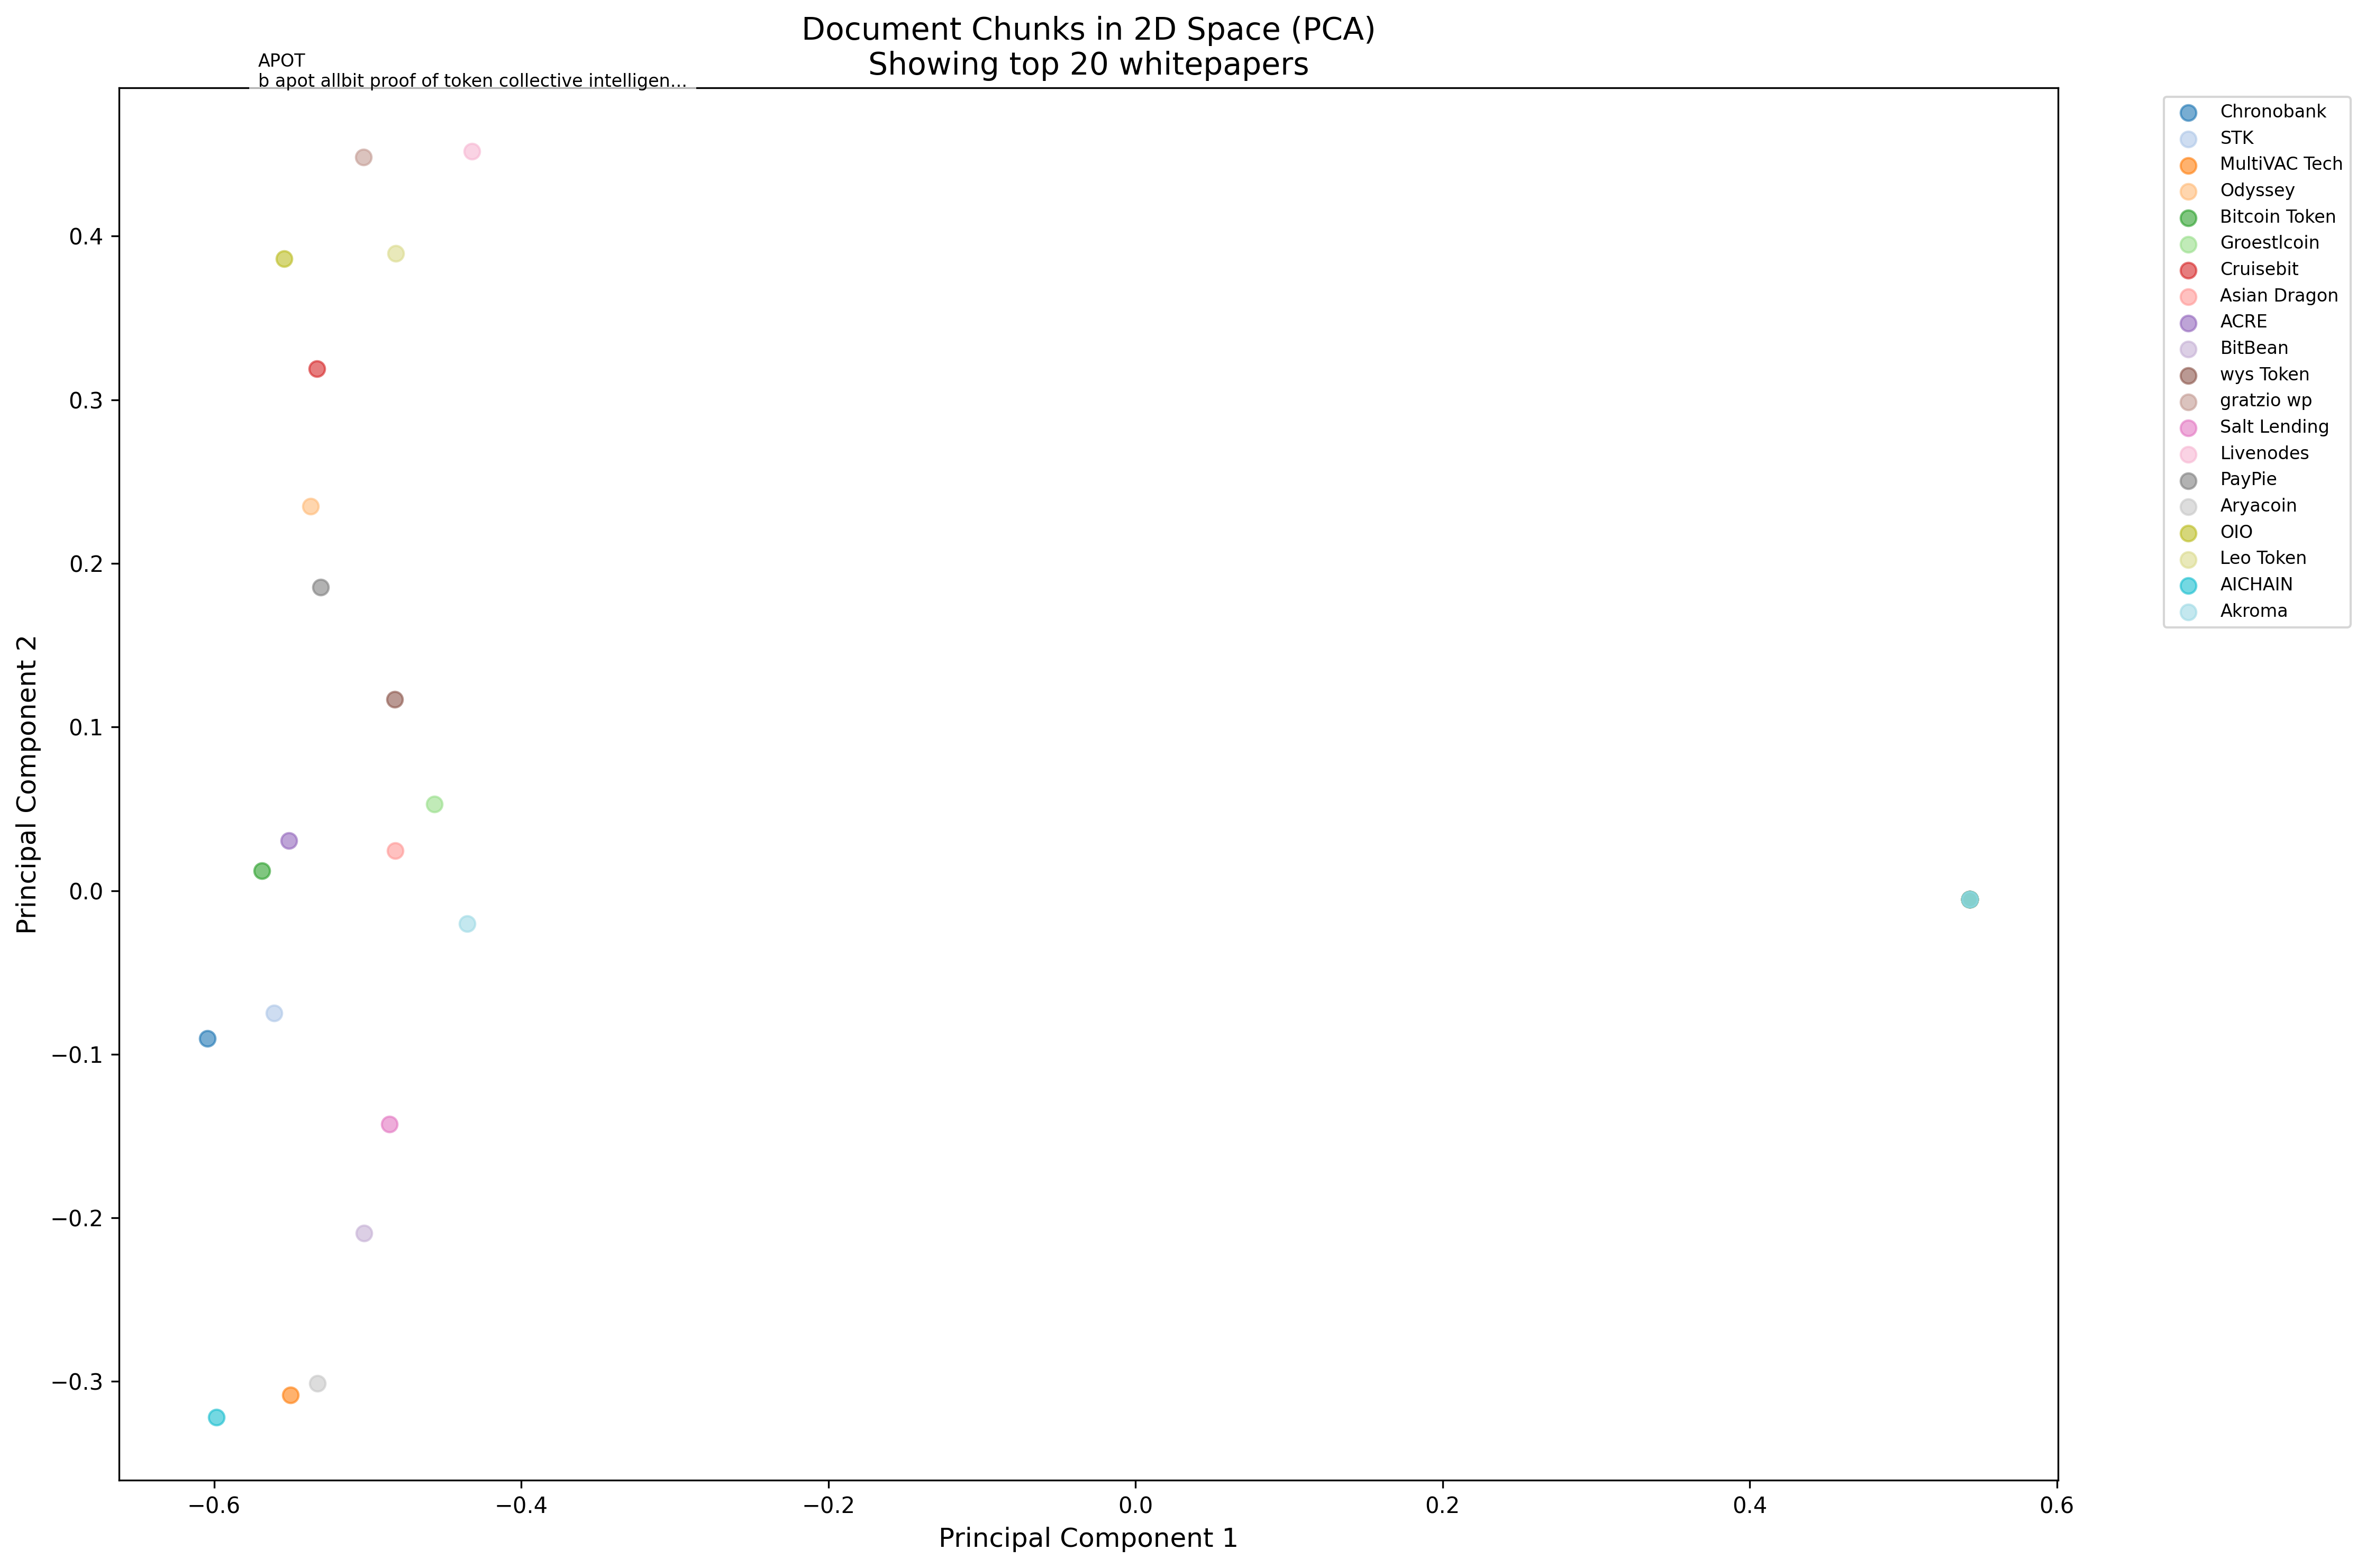 Document Chunks in 2D Space (PCA)
Showing top 20 whitepapers
APOT
b apot allbit proof of token collective intelligen...
Chronobank
STK
MultiVAC Tech
Odyssey
Bitcoin Token
Groestlcoin
Cruisebit
Asian Dragon
ACRE
BitBean
wys Token
gratzio wp
Salt Lending
Livenodes
PayPie
Aryacoin
OIO
Leo Token
AICHAIN
Akroma
Principal Component 2
0.4
0.3
0.2
0.1
0.0
−0.1
−0.2
−0.3
−0.6
−0.4
−0.2
0.0
0.2
0.4
0.6
Principal Component 1